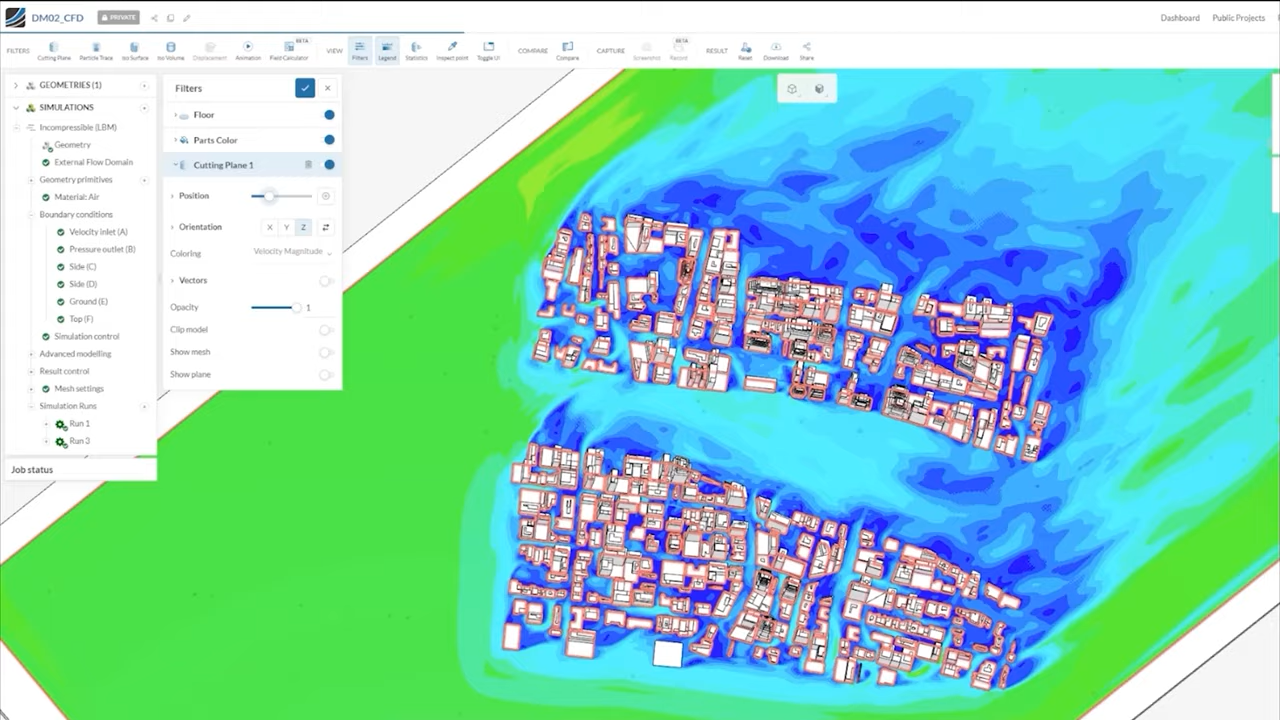 DM02_CFD PRIVATE Dashboard Public Projects
FILTERS Cutting Plane Particle Trace Iso Surface Iso Volume Displacement Animation Field Calculator BETA VIEW Filters Legend Statistics Inspect point Toggle UI COMPARE Compare CAPTURE Screenshot Record BETA RESULT Reset Download Share
GEOMETRIES (1)
SIMULATIONS
Incompressible (LBM)
Geometry
External Flow Domain
Geometry primitives
Material: Air
Boundary conditions
Velocity inlet (A)
Pressure outlet (B)
Side (C)
Side (D)
Ground (E)
Top (F)
Simulation control
Advanced modelling
Result control
Mesh settings
Simulation Runs
Run 1
Run 3
Job status
Filters
Floor
Parts Color
Cutting Plane 1
Position
Orientation X Y Z
Coloring Velocity Magnitude
Vectors
Opacity 1
Clip model
Show mesh
Show plane